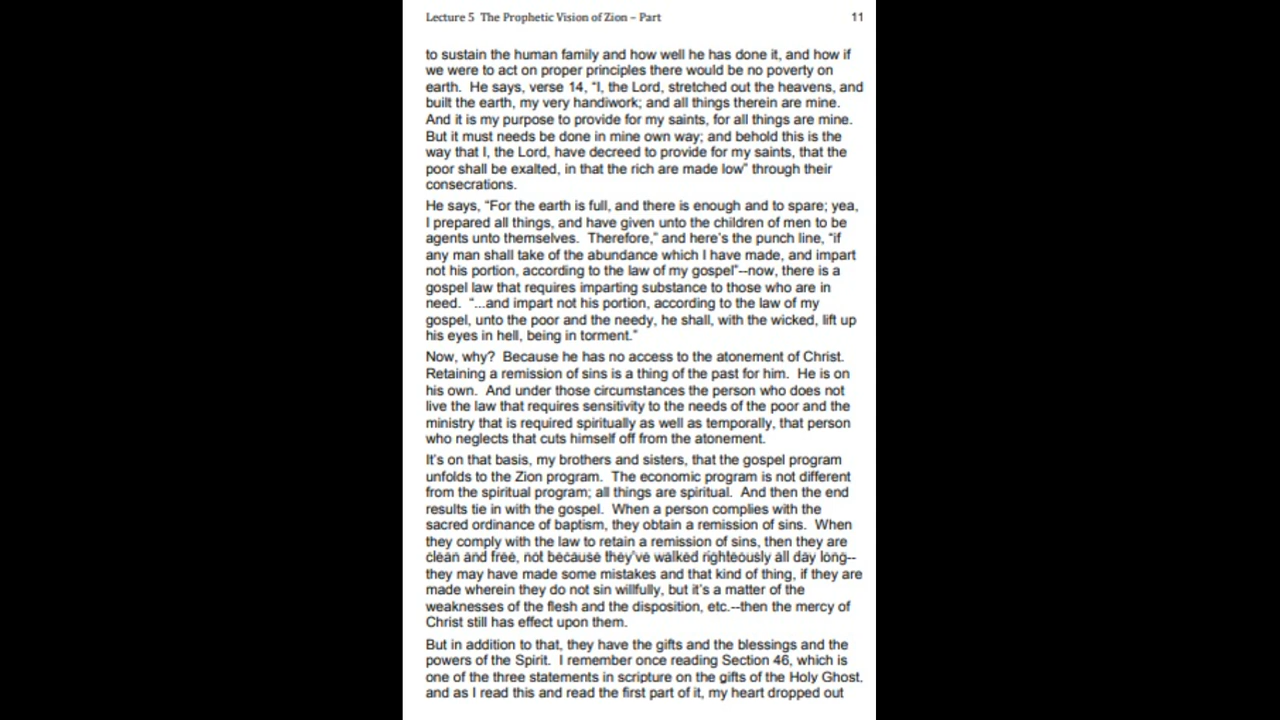 Lecture 5 The Prophetic Vision of Zion – Part 11
to sustain the human family and how well he has done it, and how if
we were to act on proper principles there would be no poverty on
earth. He says, verse 14, “I, the Lord, stretched out the heavens, and
built the earth, my very handiwork; and all things therein are mine.
And it is my purpose to provide for my saints, for all things are mine.
But it must needs be done in mine own way; and behold this is the
way that I, the Lord, have decreed to provide for my saints, that the
poor shall be exalted, in that the rich are made low” through their
consecrations.
He says, “For the earth is full, and there is enough and to spare; yea,
I prepared all things, and have given unto the children of men to be
agents unto themselves. Therefore,” and here’s the punch line, “if
any man shall take of the abundance which I have made, and impart
not his portion, according to the law of my gospel”--now, there is a
gospel law that requires imparting substance to those who are in
need. “...and impart not his portion, according to the law of my
gospel, unto the poor and the needy, he shall, with the wicked, lift up
his eyes in hell, being in torment.”
Now, why? Because he has no access to the atonement of Christ.
Retaining a remission of sins is a thing of the past for him. He is on
his own. And under those circumstances the person who does not
live the law that requires sensitivity to the needs of the poor and the
ministry that is required spiritually as well as temporally, that person
who neglects that cuts himself off from the atonement.
It’s on that basis, my brothers and sisters, that the gospel program
unfolds to the Zion program. The economic program is not different
from the spiritual program; all things are spiritual. And then the end
results tie in with the gospel. When a person complies with the
sacred ordinance of baptism, they obtain a remission of sins. When
they comply with the law to retain a remission of sins, then they are
clean and free, not because they’ve walked righteously all day long--
they may have made some mistakes and that kind of thing, if they are
made wherein they do not sin willfully, but it’s a matter of the
weaknesses of the flesh and the disposition, etc.--then the mercy of
Christ still has effect upon them.
But in addition to that, they have the gifts and the blessings and the
powers of the Spirit. I remember once reading Section 46, which is
one of the three statements in scripture on the gifts of the Holy Ghost.
and as I read this and read the first part of it, my heart dropped out